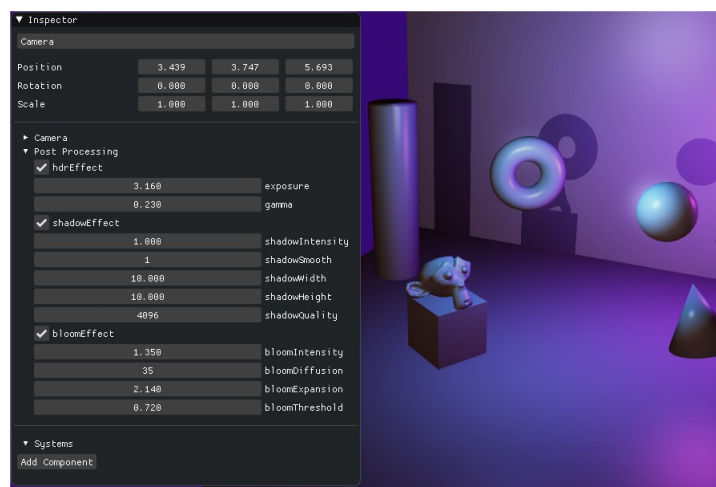 Inspector
Camera
Position 3.439 3.747 5.693
Rotation 0.000 0.000 0.000
Scale 1.000 1.000 1.000
Camera
Post Processing
hdrEffect
3.160 exposure
0.230 gamma
shadowEffect
1.000 shadowIntensity
1 shadowSmooth
10.000 shadowWidth
10.000 shadowHeight
4096 shadowQuality
bloomEffect
1.350 bloomIntensity
35 bloomDiffusion
2.140 bloomExpansion
0.720 bloomThreshold
Systems
Add Component